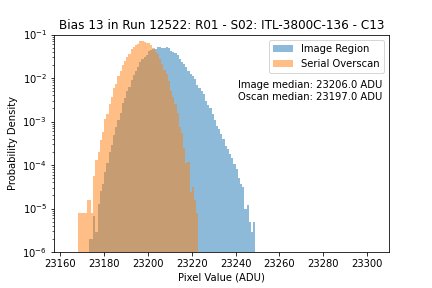 Bias 13 in Run 12522: R01 - S02: ITL-3800C-136 - C13
Image Region
Serial Overscan
Image median: 23206.0 ADU
Oscan median: 23197.0 ADU
Probability Density
10⁻¹
10⁻²
10⁻³
10⁻⁴
10⁻⁵
10⁻⁶
23160 23180 23200 23220 23240 23260 23280 23300
Pixel Value (ADU)